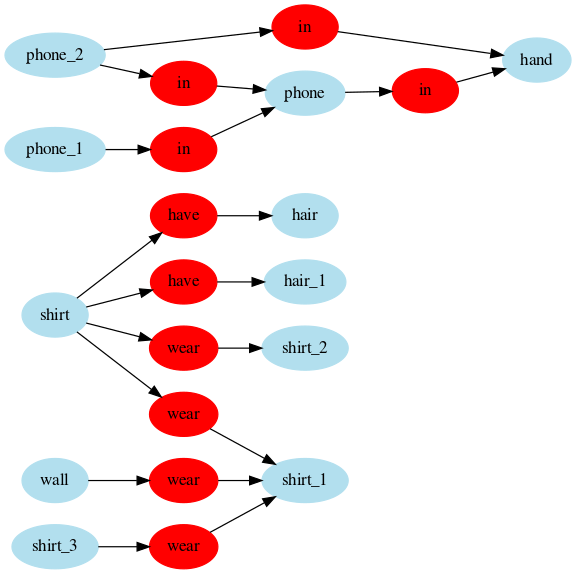 in
phone_2
hand
in
phone
in
phone_1
in
have
hair
have
hair_1
shirt
wear
shirt_2
wear
wall
wear
shirt_1
shirt_3
wear